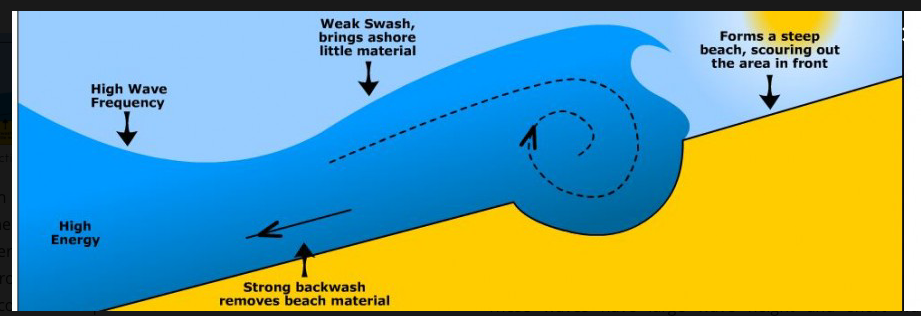 Weak Swash,
brings ashore
little material
Forms a steep
beach, scouring out
the area in front
High Wave
Frequency
High
Energy
Strong backwash
removes beach material